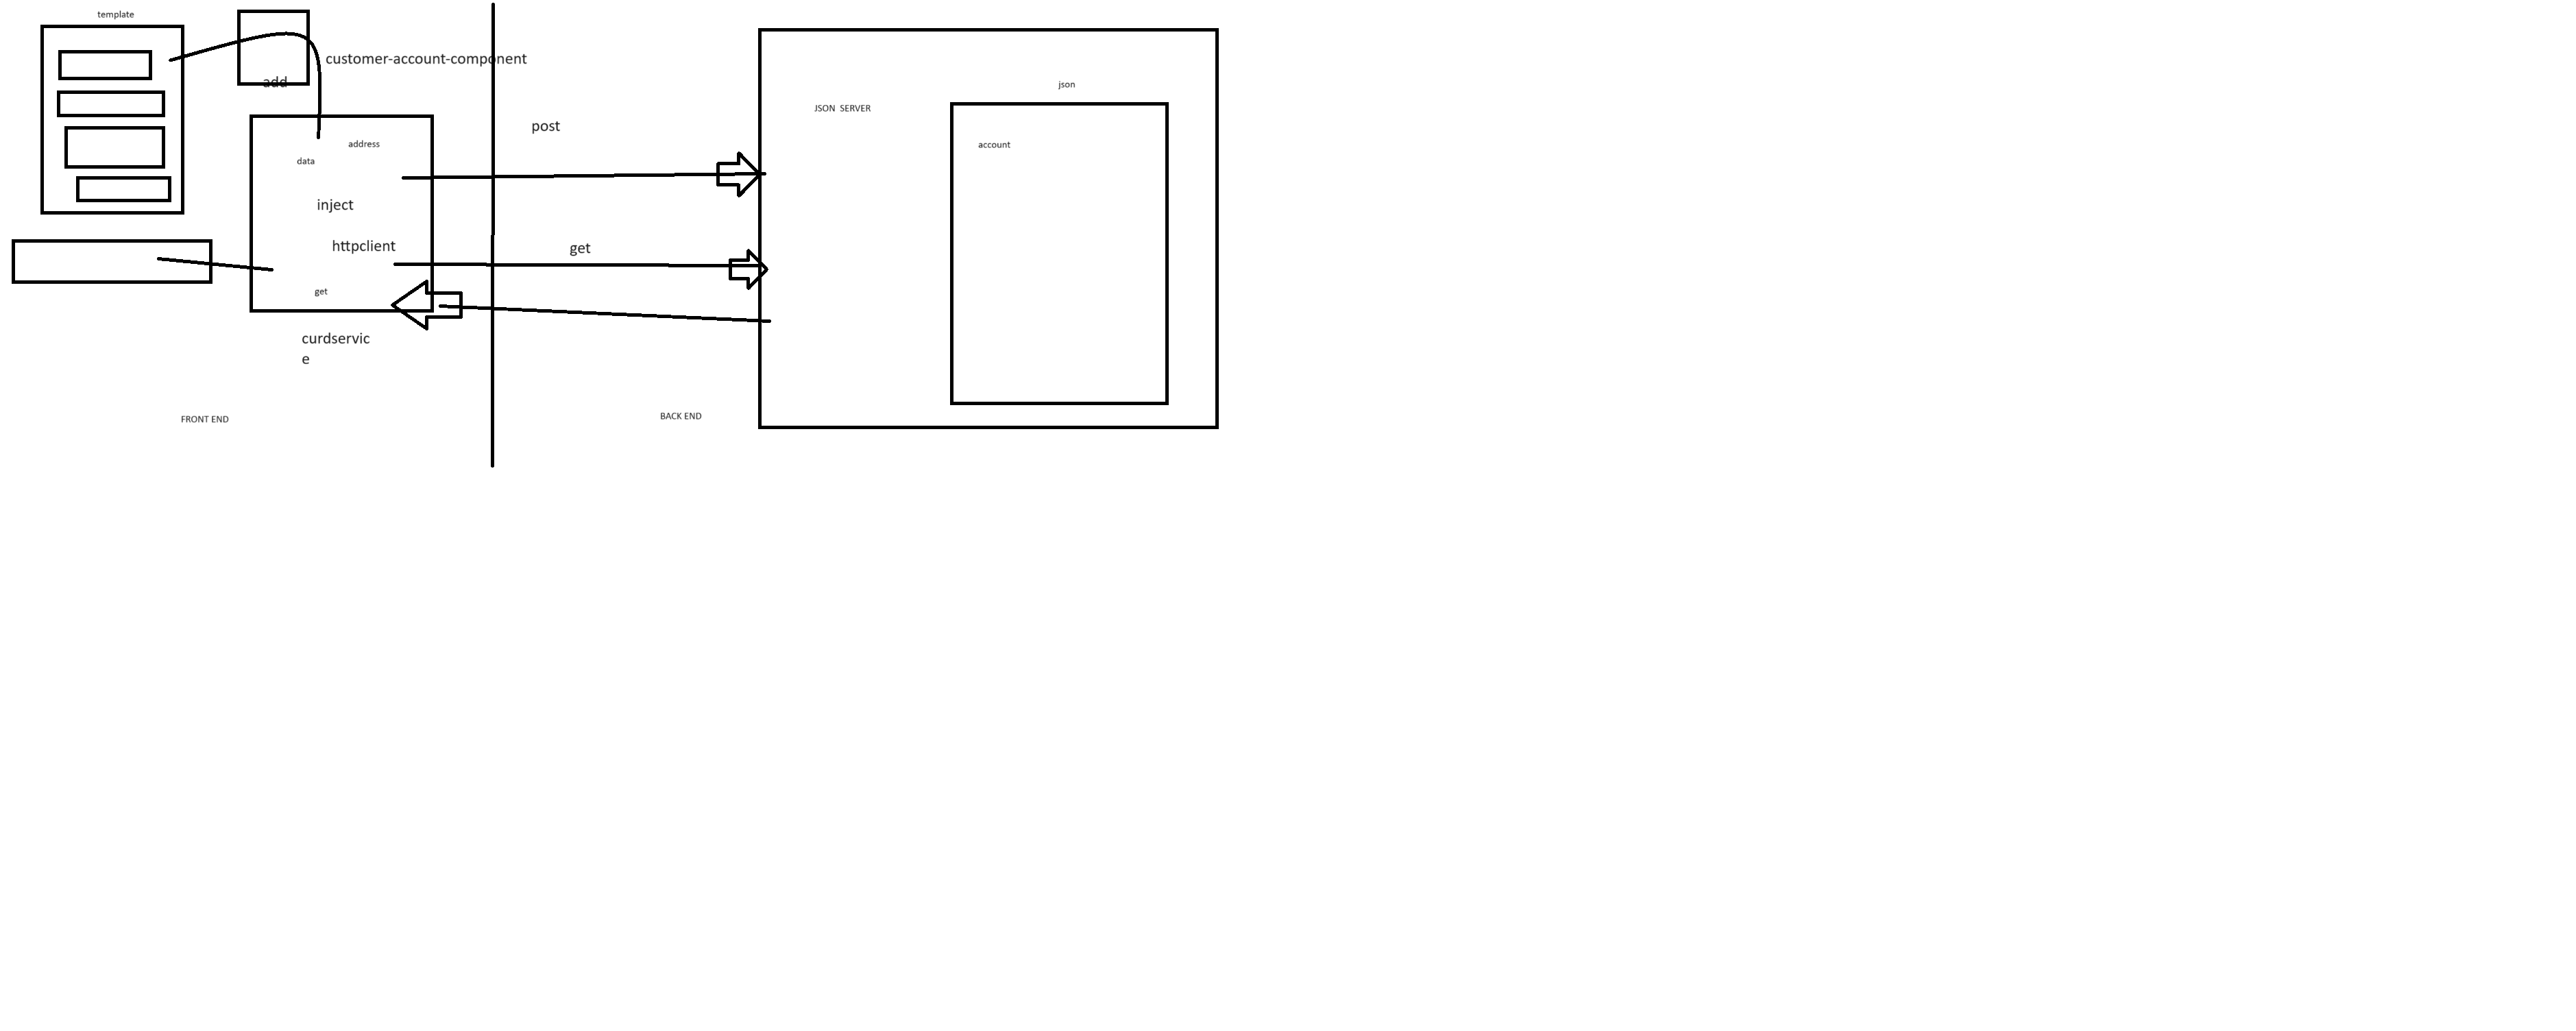 template
customer-account-component
add
json
JSON  SERVER
post
address
account
data
inject
httpclient
get
get
curdservic
e
FRONT END
BACK END